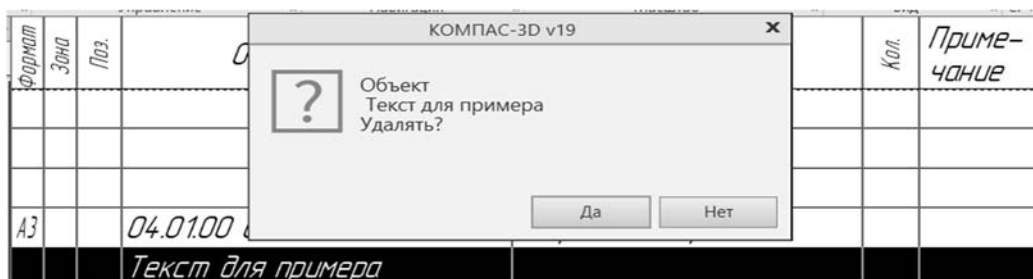 КОМПАС-3D v19
X
Формат
Зона
Поз.
Кол.
Приме-
чание
Объект
Текст для примера
Удалять?
Да
Нет
А3
04.01.00
Текст для примера